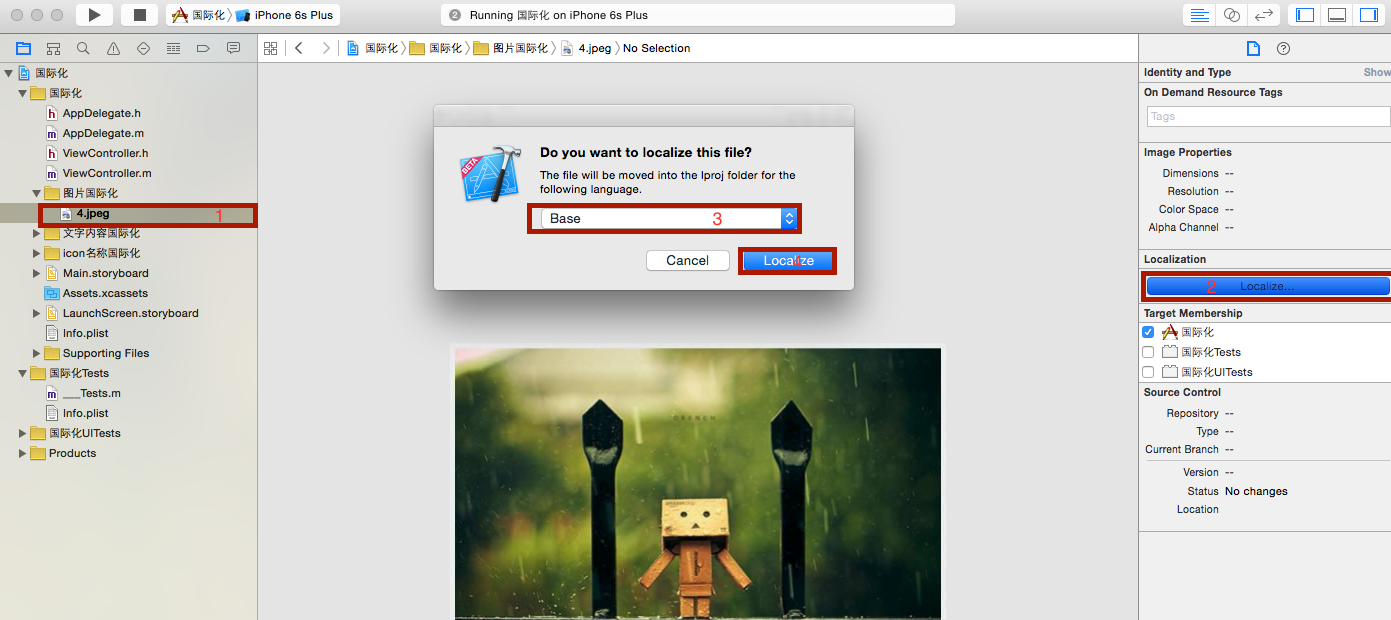 国际化 iPhone 6s Plus
2 Running 国际化 on iPhone 6s Plus
国际化 国际化 图片国际化 4.jpeg No Selection
国际化
国际化
AppDelegate.h
AppDelegate.m
ViewController.h
ViewController.m
图片国际化
4.jpeg 1
文字内容国际化
icon名称国际化
Main.storyboard
Assets.xcassets
LaunchScreen.storyboard
Info.plist
Supporting Files
国际化Tests
___Tests.m
Info.plist
国际化UITests
Products
BETA
Do you want to localize this file?
The file will be moved into the lproj folder for the
following language.
Base 3
Cancel
Localize 4
DRENCH
Identity and Type Show
On Demand Resource Tags
Tags
Image Properties
Dimensions --
Resolution --
Color Space --
Alpha Channel --
Localization
2 Localize...
Target Membership
国际化
国际化Tests
国际化UITests
Source Control
Repository --
Type --
Current Branch --
Version --
Status No changes
Location